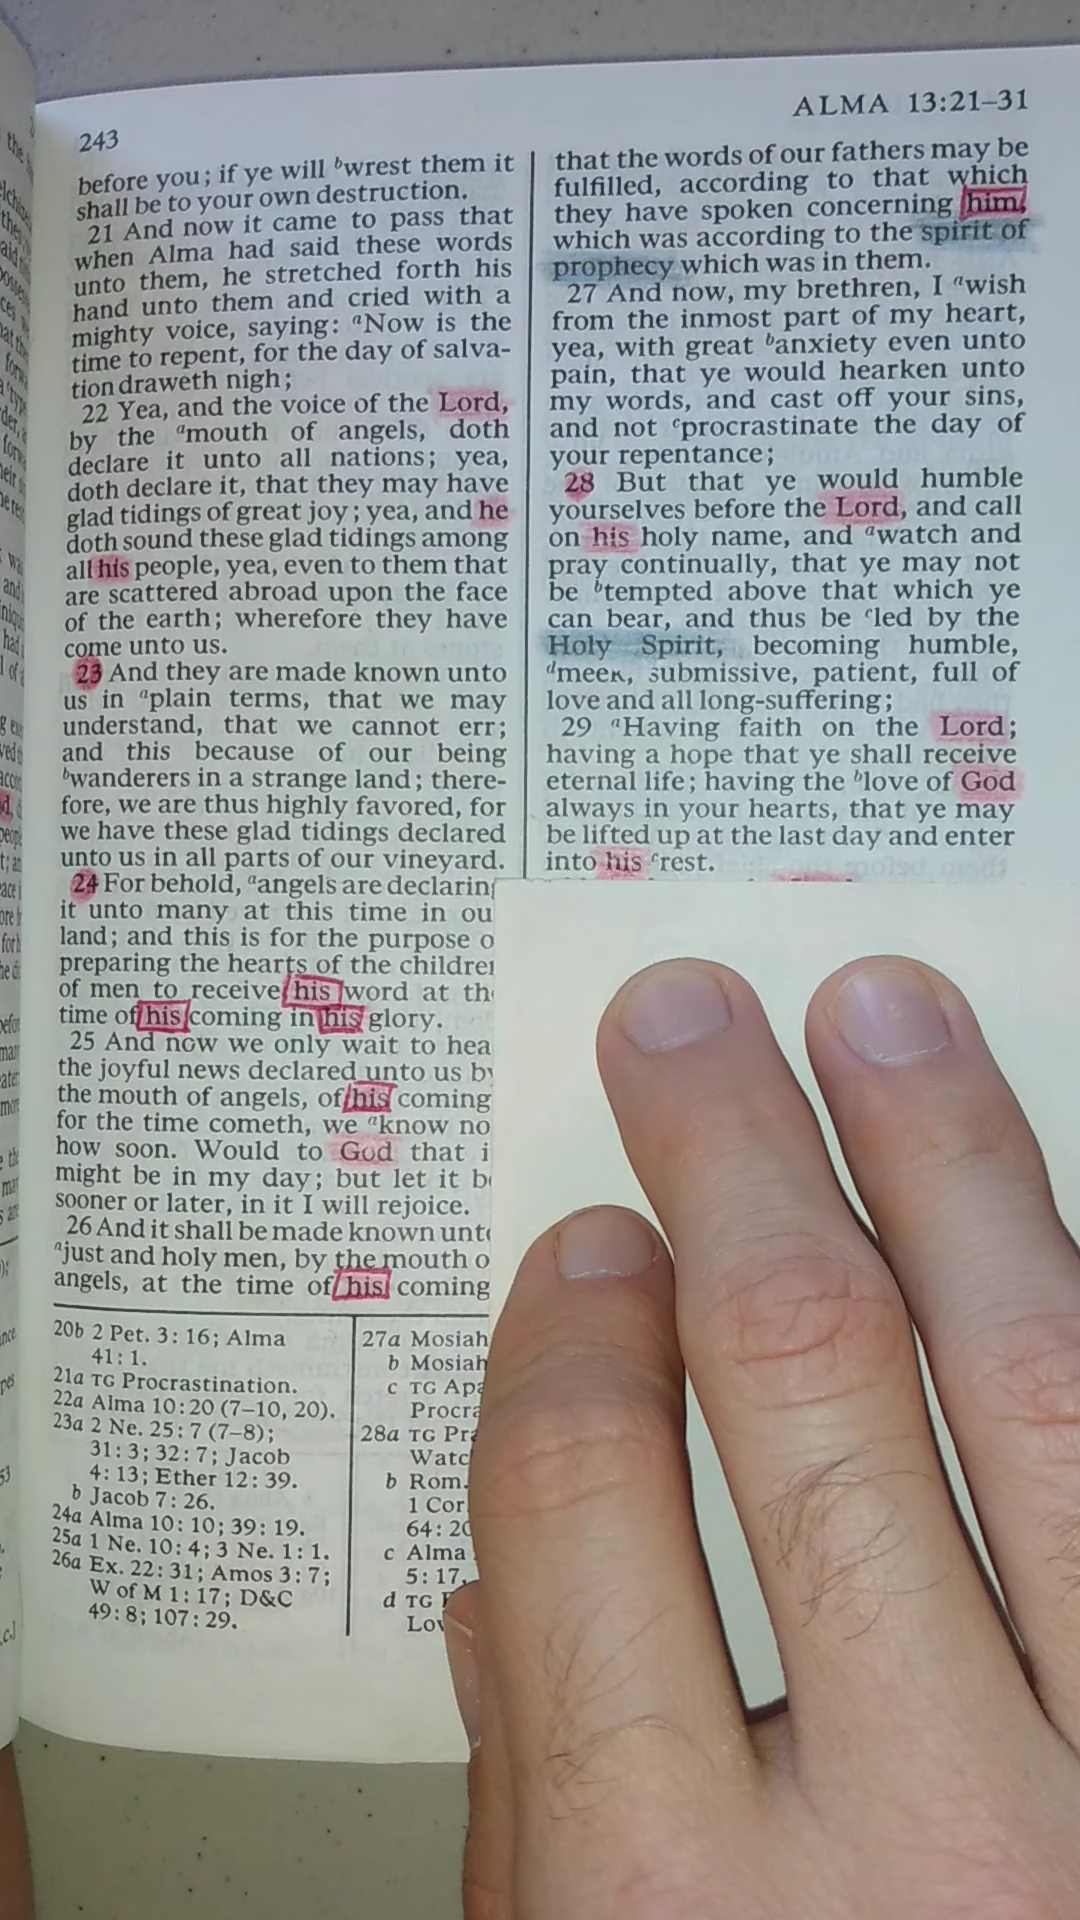 243
ALMA 13:21–31
before you; if ye will bwrest them it
shall be to your own destruction.
21 And now it came to pass that
when Alma had said these words
unto them, he stretched forth his
hand unto them and cried with a
mighty voice, saying: aNow is the
time to repent, for the day of salva-
tion draweth nigh;
22 Yea, and the voice of the Lord,
by the amouth of angels, doth
declare it unto all nations; yea,
doth declare it, that they may have
glad tidings of great joy; yea, and he
doth sound these glad tidings among
all his people, yea, even to them that
are scattered abroad upon the face
of the earth; wherefore they have
come unto us.
23 And they are made known unto
us in aplain terms, that we may
understand, that we cannot err;
and this because of our being
bwanderers in a strange land; there-
fore, we are thus highly favored, for
we have these glad tidings declared
unto us in all parts of our vineyard.
24 For behold, aangels are declaring
it unto many at this time in ou
land; and this is for the purpose o
preparing the hearts of the childre
of men to receive his word at th
time of his coming in his glory.
25 And now we only wait to hea
the joyful news declared unto us by
the mouth of angels, of his coming
for the time cometh, we aknow no
how soon. Would to God that i
might be in my day; but let it b
sooner or later, in it I will rejoice.
26 And it shall be made known unt
ajust and holy men, by the mouth o
angels, at the time of his coming
that the words of our fathers may be
fulfilled, according to that which
they have spoken concerning him,
which was according to the spirit of
prophecy which was in them.
27 And now, my brethren, I awish
from the inmost part of my heart,
yea, with great banxiety even unto
pain, that ye would hearken unto
my words, and cast off your sins,
and not cprocrastinate the day of
your repentance;
28 But that ye would humble
yourselves before the Lord, and call
on his holy name, and awatch and
pray continually, that ye may not
be btempted above that which ye
can bear, and thus be cled by the
Holy Spirit, becoming humble,
dmeek, submissive, patient, full of
love and all long-suffering;
29 aHaving faith on the Lord;
having a hope that ye shall receive
eternal life; having the blove of God
always in your hearts, that ye may
be lifted up at the last day and enter
into his crest.
20b 2 Pet. 3:16; Alma
41:1.
21a TG Procrastination.
22a Alma 10:20 (7–10, 20).
23a 2 Ne. 25:7 (7–8);
31:3; 32:7; Jacob
4:13; Ether 12:39.
b Jacob 7:26.
24a Alma 10:10; 39:19.
25a 1 Ne. 10:4; 3 Ne. 1:1.
26a Ex. 22:31; Amos 3:7;
W of M 1:17; D&C
49:8; 107:29.
27a Mosiah
b Mosiah
c TG Apa
Procra
28a TG Pra
Watc
b Rom.
1 Cor.
64:20
c Alma
5:17,
d TG
Lov